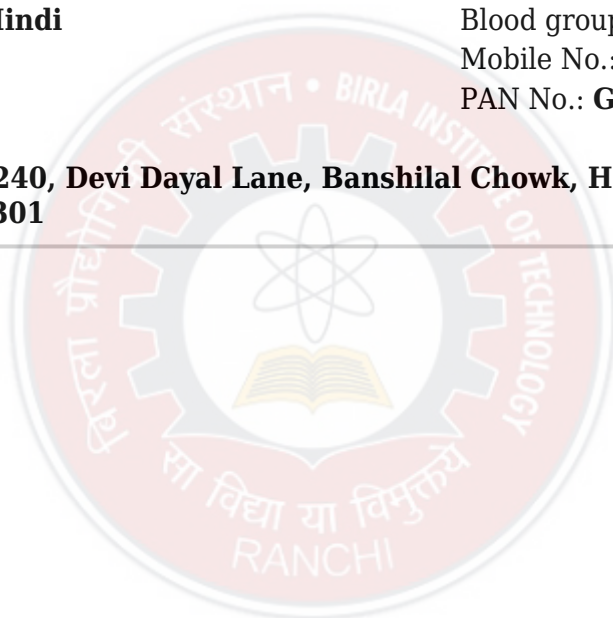 Hindi
Blood group
Mobile No.:
PAN No.: G
240, Devi Dayal Lane, Banshilal Chowk, H
301
बिरला प्रौद्योगिकी संस्थान • BIRLA INSTITUTE OF TECHNOLOGY
सा विद्या या विमुक्तये
RANCHI